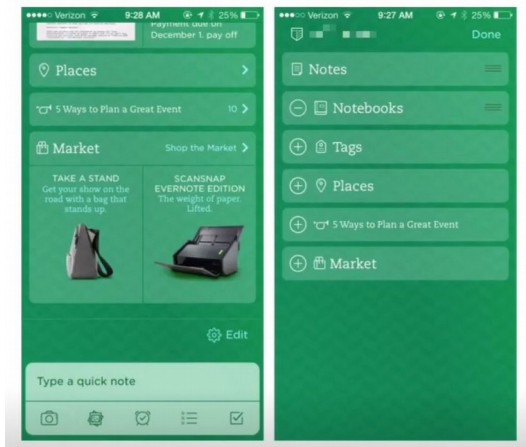 Verizon 9:28 AM 25%
Payment due on
December 1. pay off
Places
5 Ways to Plan a Great Event 10
Market Shop the Market
TAKE A STAND
Get your show on the
road with a bag that
stands up.
SCANSNAP
EVERNOTE EDITION
The weight of paper.
Lifted.
Edit
Type a quick note
Verizon 9:27 AM 25%
Done
Notes
Notebooks
Tags
Places
5 Ways to Plan a Great Event
Market